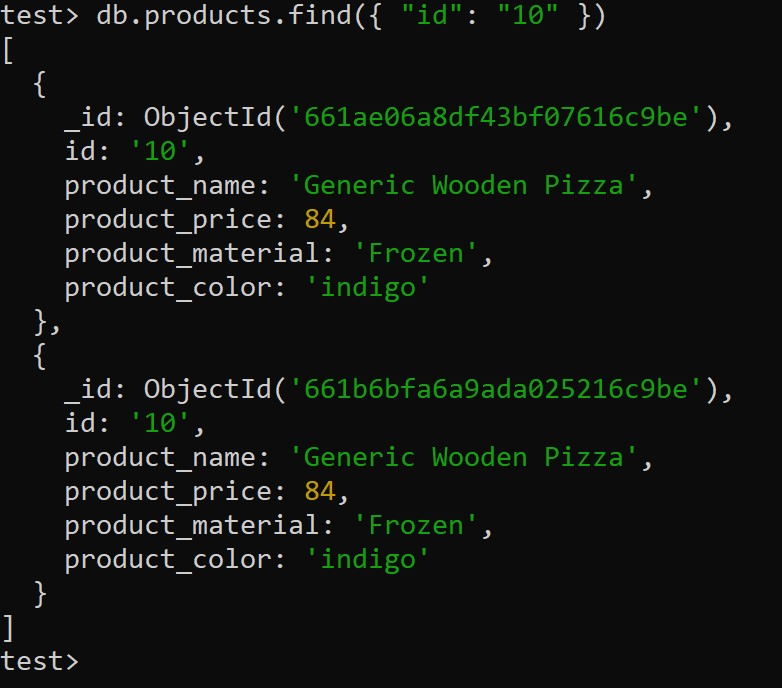 test> db.products.find({ "id": "10" })
[
  {
    _id: ObjectId('661ae06a8df43bf07616c9be'),
    id: '10',
    product_name: 'Generic Wooden Pizza',
    product_price: 84,
    product_material: 'Frozen',
    product_color: 'indigo'
  },
  {
    _id: ObjectId('661b6bfa6a9ada025216c9be'),
    id: '10',
    product_name: 'Generic Wooden Pizza',
    product_price: 84,
    product_material: 'Frozen',
    product_color: 'indigo'
  }
]
test>